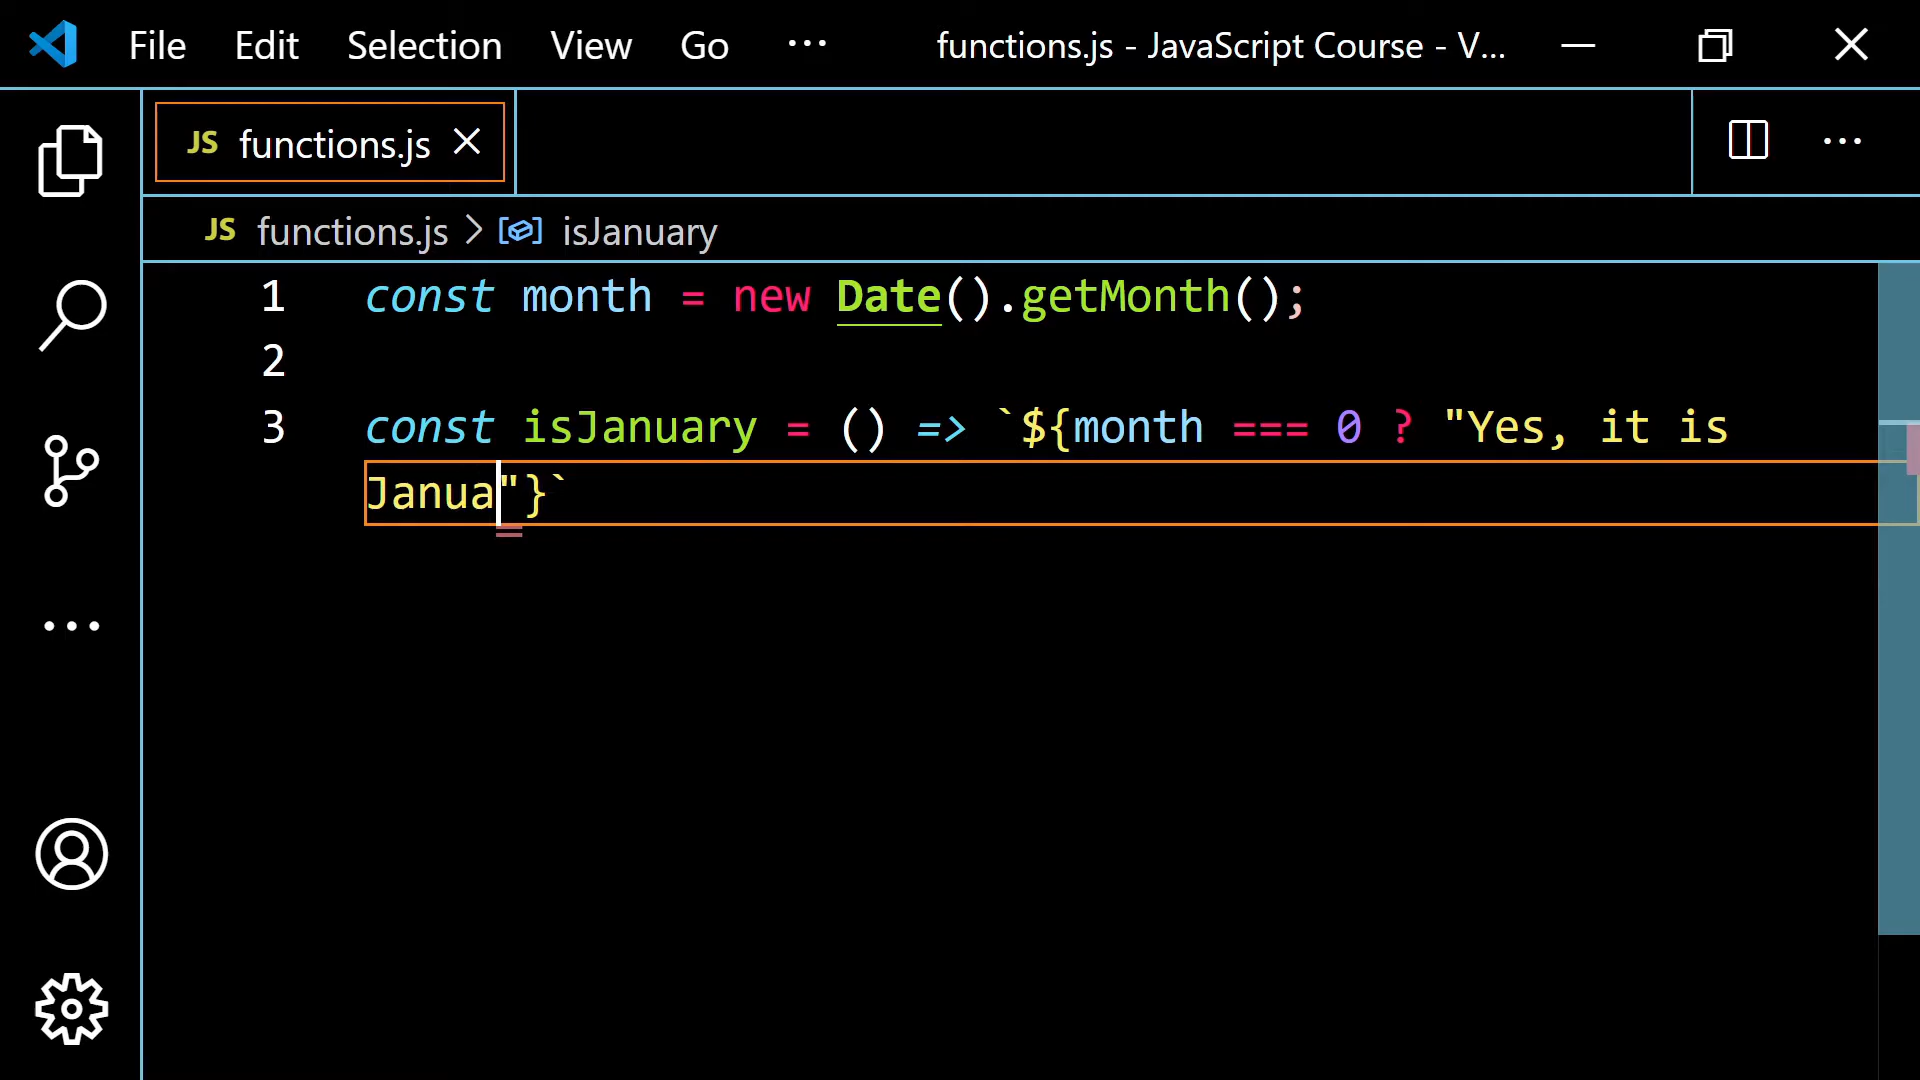 File Edit Selection View Go ... functions.js - JavaScript Course - V...
JS functions.js
JS functions.js > isJanuary
1 const month = new Date().getMonth();
2
3 const isJanuary = () => `${month === 0 ? "Yes, it is
Janua"}`